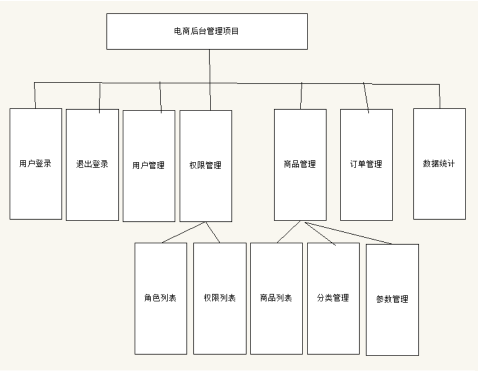 电商后台管理项目
用户登录
退出登录
用户管理
权限管理
商品管理
订单管理
数据统计
角色列表
权限列表
商品列表
分类管理
参数管理